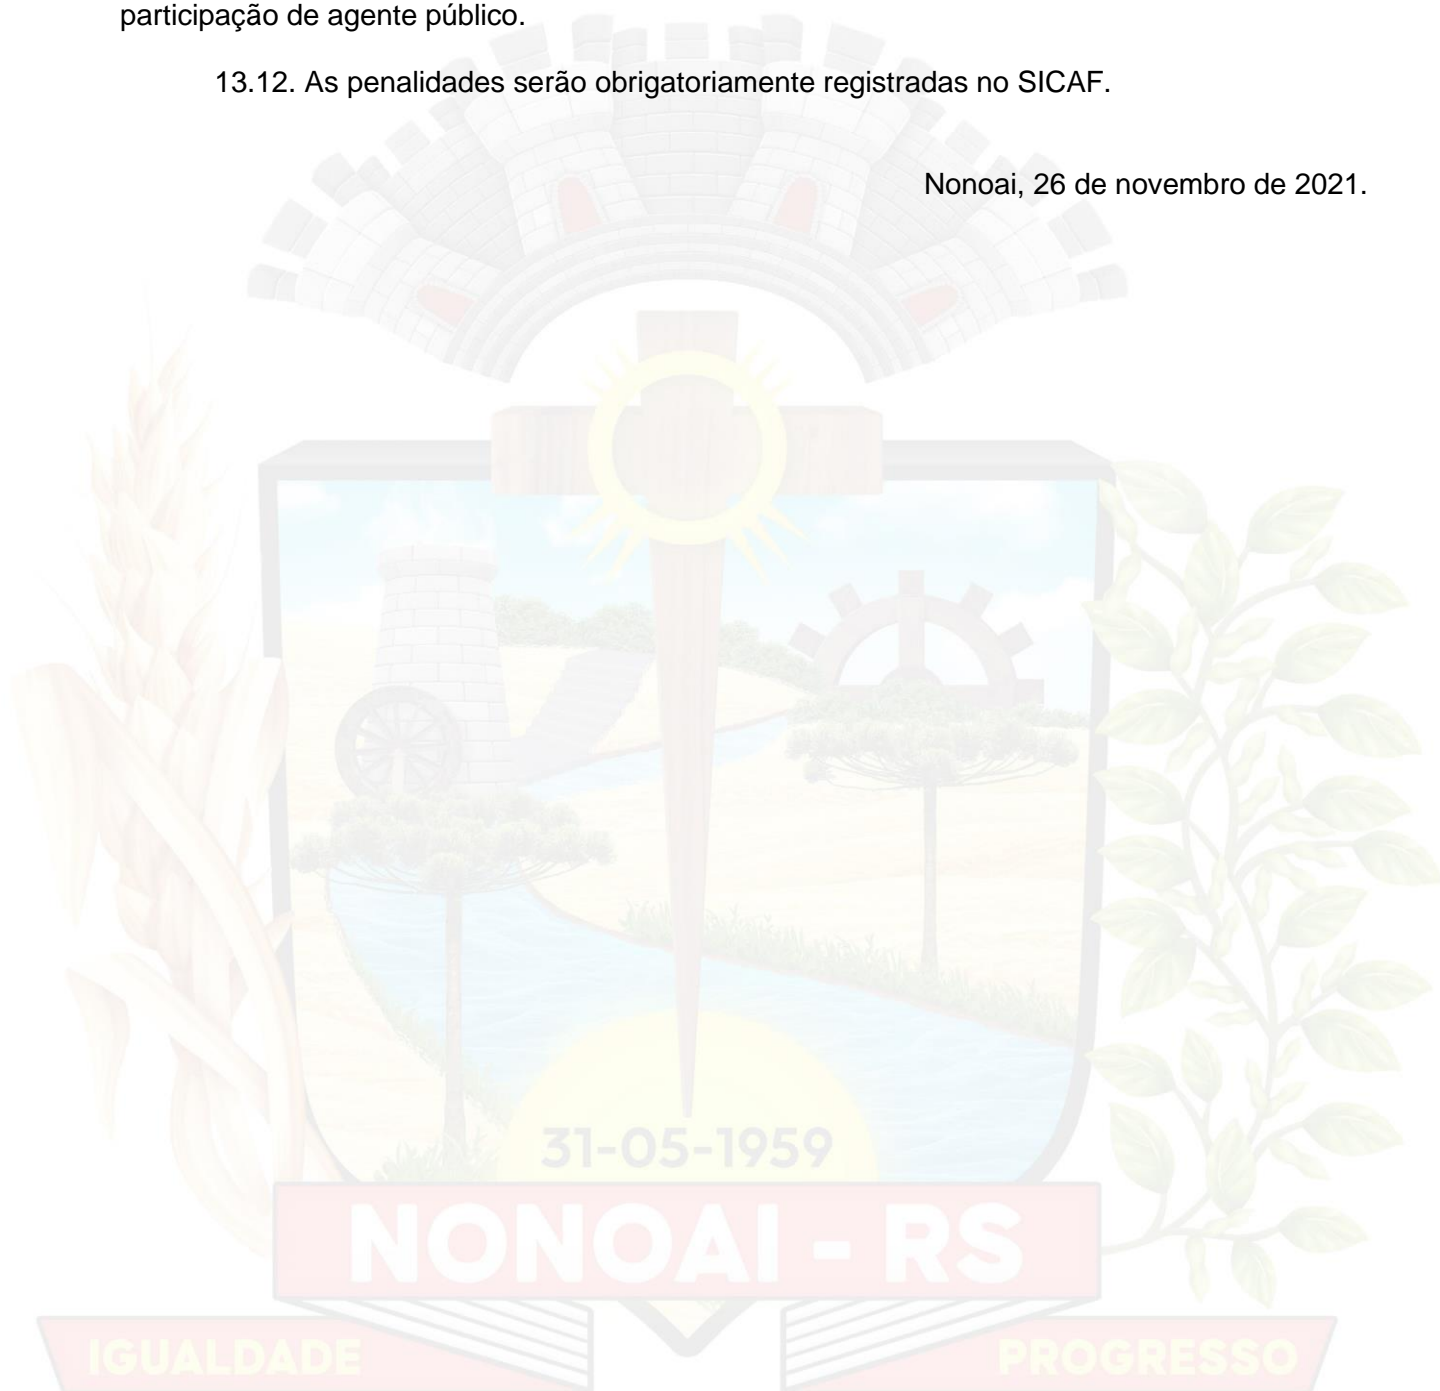 participação de agente público.
13.12. As penalidades serão obrigatoriamente registradas no SICAF.
Nonoai, 26 de novembro de 2021.
31-05-1959
NONOAI - RS
IGUALDADE
PROGRESSO